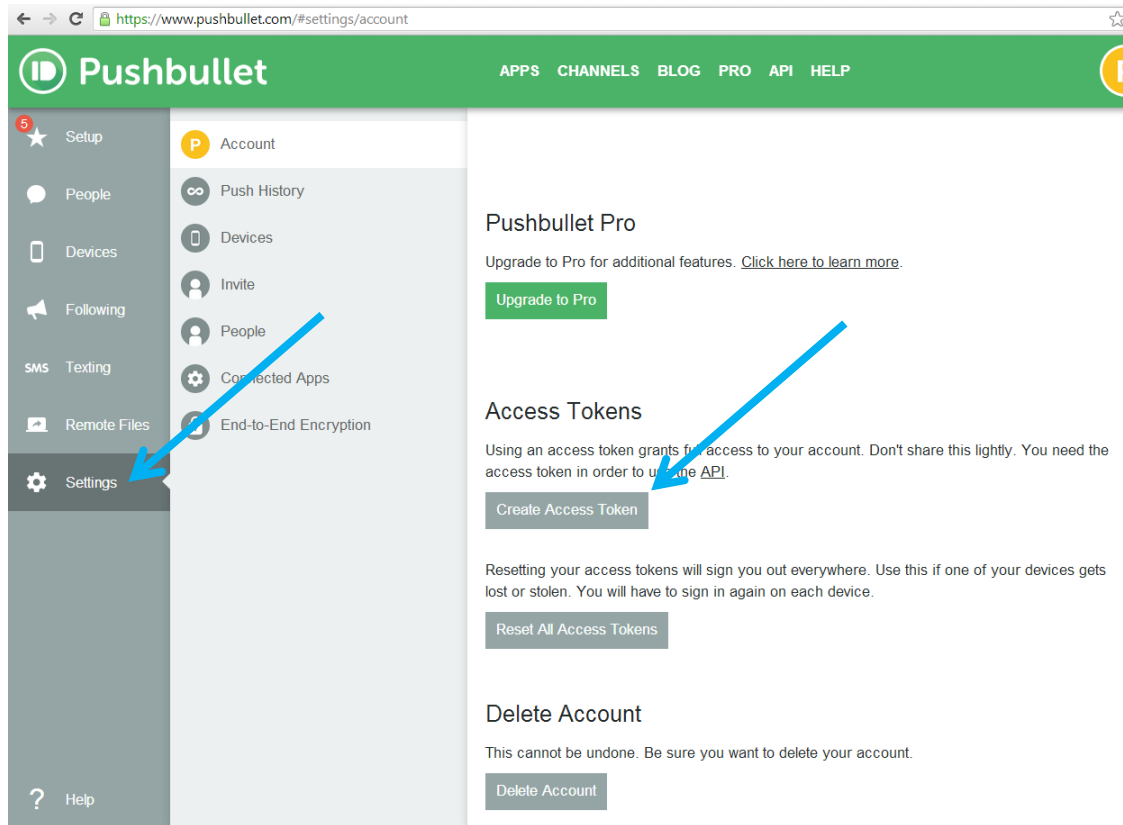 https://www.pushbullet.com/#settings/account
Pushbullet
APPS CHANNELS BLOG PRO API HELP
P
5
Setup
People
Devices
Following
SMS Texting
Remote Files
Settings
Help
P Account
Push History
Devices
Invite
People
Connected Apps
End-to-End Encryption
Pushbullet Pro
Upgrade to Pro for additional features. Click here to learn more.
Upgrade to Pro
Access Tokens
Using an access token grants full access to your account. Don't share this lightly. You need the
access token in order to use the API.
Create Access Token
Resetting your access tokens will sign you out everywhere. Use this if one of your devices gets
lost or stolen. You will have to sign in again on each device.
Reset All Access Tokens
Delete Account
This cannot be undone. Be sure you want to delete your account.
Delete Account